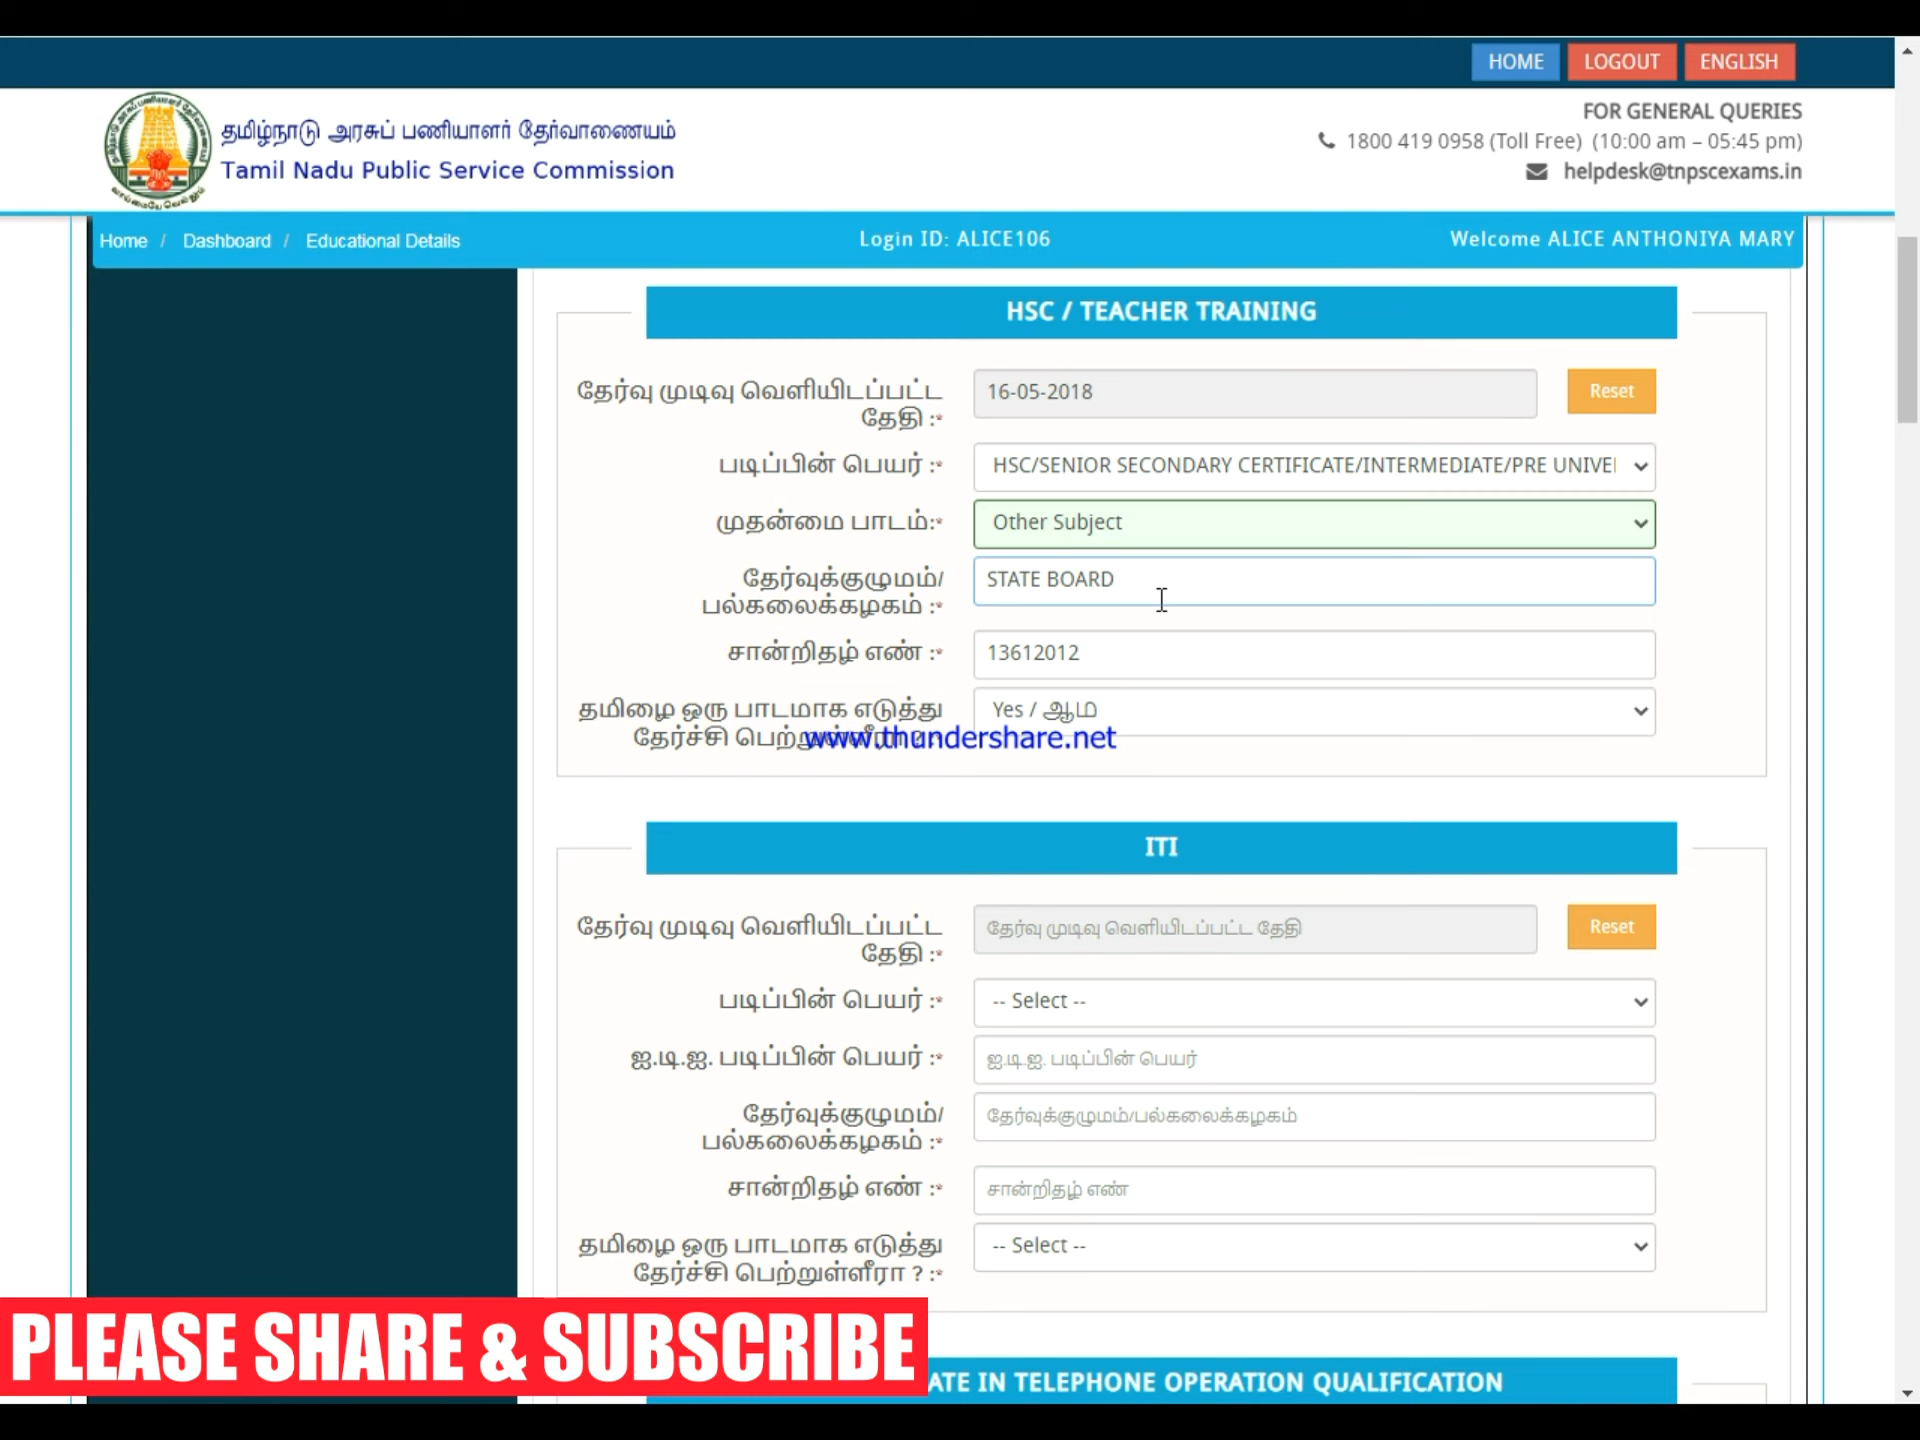 HOME LOGOUT ENGLISH
தமிழ்நாடு அரசுப் பணியாளர் தேர்வாணையம்
Tamil Nadu Public Service Commission
FOR GENERAL QUERIES
1800 419 0958 (Toll Free) (10:00 am – 05:45 pm)
helpdesk@tnpscexams.in
Home / Dashboard / Educational Details
Login ID: ALICE106
Welcome ALICE ANTHONIYA MARY
HSC / TEACHER TRAINING
தேர்வு முடிவு வெளியிடப்பட்ட
தேதி :*
16-05-2018
Reset
படிப்பின் பெயர் :*
HSC/SENIOR SECONDARY CERTIFICATE/INTERMEDIATE/PRE UNIVE
முதன்மை பாடம்:*
Other Subject
தேர்வுக்குழுமம்/
பல்கலைக்கழகம் :*
STATE BOARD
சான்றிதழ் எண் :*
13612012
தமிழை ஒரு பாடமாக எடுத்து
தேர்ச்சி பெற்றுள்ளீரா ? :*
Yes / ஆம்
www.thundershare.net
ITI
தேர்வு முடிவு வெளியிடப்பட்ட
தேதி :*
தேர்வு முடிவு வெளியிடப்பட்ட தேதி
Reset
படிப்பின் பெயர் :*
-- Select --
ஐ.டி.ஐ. படிப்பின் பெயர் :*
ஐ.டி.ஐ. படிப்பின் பெயர்
தேர்வுக்குழுமம்/
பல்கலைக்கழகம் :*
தேர்வுக்குழுமம்/பல்கலைக்கழகம்
சான்றிதழ் எண் :*
சான்றிதழ் எண்
தமிழை ஒரு பாடமாக எடுத்து
தேர்ச்சி பெற்றுள்ளீரா ? :*
-- Select --
PLEASE SHARE & SUBSCRIBE
ATE IN TELEPHONE OPERATION QUALIFICATION